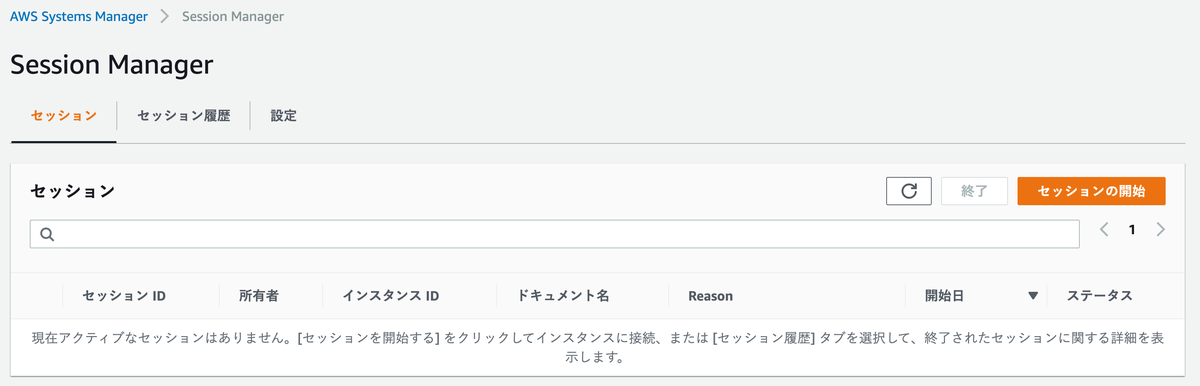 AWS Systems Manager > Session Manager
Session Manager
セッション セッション履歴 設定
セッション 終了 セッションの開始
1
セッション ID 所有者 インスタンス ID ドキュメント名 Reason 開始日 ステータス
現在アクティブなセッションはありません。[セッションを開始する] をクリックしてインスタンスに接続、または [セッション履歴] タブを選択して、終了されたセッションに関する詳細を表
示します。